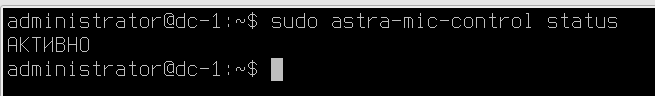 administrator@dc-1:~$ sudo astra-mic-control status
АКТИВНО
administrator@dc-1:~$